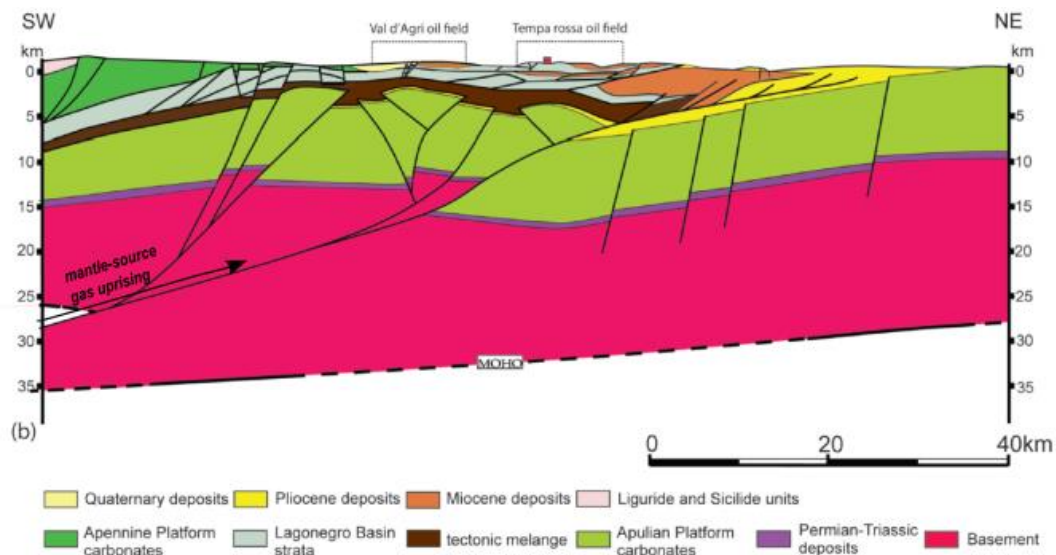 SW
NE
Val d'Agri oil field
Tempa rossa oil field
km
km
0
0
5
5
10
10
15
15
20
20
25
25
30
30
35
35
mantle-source
gas uprising
MOHO
(b)
0
20
40km
Quaternary deposits
Pliocene deposits
Miocene deposits
Liguride and Sicilide units
Apennine Platform
carbonates
Lagonegro Basin
strata
tectonic melange
Apulian Platform
carbonates
Permian-Triassic
deposits
Basement